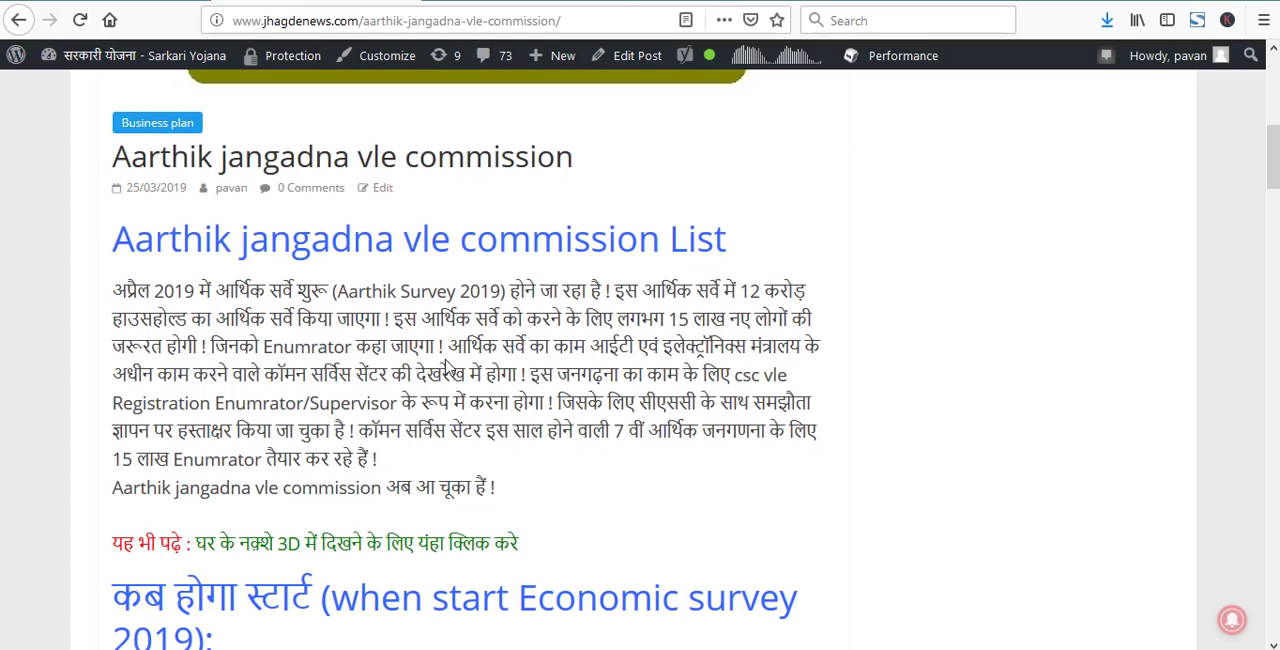 www.jhagdenews.com/aarthik-jangadna-vle-commission/
Search
सरकारी योजना - Sarkari Yojana Protection Customize 9 73 New Edit Post Performance Howdy, pavan
Business plan
Aarthik jangadna vle commission
25/03/2019 pavan 0 Comments Edit
Aarthik jangadna vle commission List
अप्रैल 2019 में आर्थिक सर्वे शुरू (Aarthik Survey 2019) होने जा रहा है ! इस आर्थिक सर्वे में 12 करोड़
हाउसहोल्ड का आर्थिक सर्वे किया जाएगा ! इस आर्थिक सर्वे को करने के लिए लगभग 15 लाख नए लोगों की
जरूरत होगी ! जिनको Enumrator कहा जाएगा ! आर्थिक सर्वे का काम आईटी एवं इलेक्ट्रॉनिक्स मंत्रालय के
अधीन काम करने वाले कॉमन सर्विस सेंटर की देखरेख में होगा ! इस जनगढ़ना का काम के लिए csc vle
Registration Enumrator/Supervisor के रूप में करना होगा ! जिसके लिए सीएससी के साथ समझौता
ज्ञापन पर हस्ताक्षर किया जा चुका है ! कॉमन सर्विस सेंटर इस साल होने वाली 7 वीं आर्थिक जनगणना के लिए
15 लाख Enumrator तैयार कर रहे हैं !
Aarthik jangadna vle commission अब आ चूका हैं !
यह भी पढ़े : घर के नक़्शे 3D में दिखने के लिए यंहा क्लिक करे
कब होगा स्टार्ट (when start Economic survey
2019):